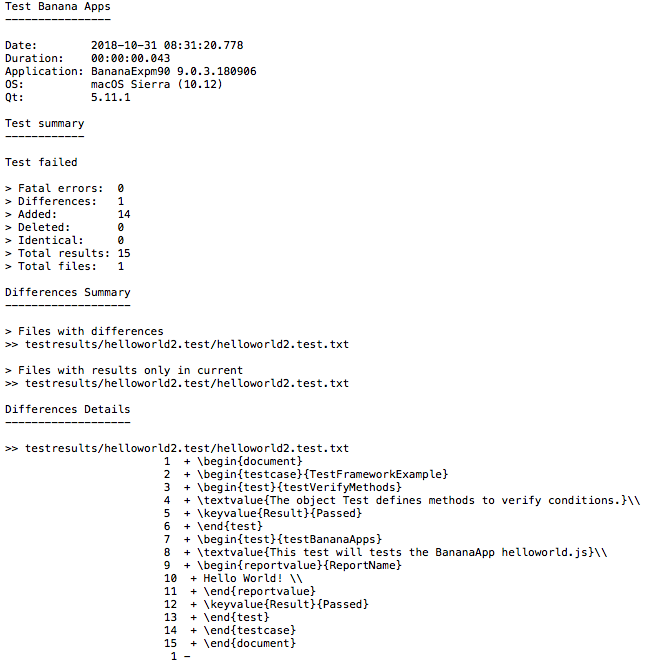 Test Banana Apps
----------------
Date:        2018-10-31 08:31:20.778
Duration:    00:00:00.043
Application: BananaExpm90 9.0.3.180906
OS:          macOS Sierra (10.12)
Qt:          5.11.1
Test summary
------------
Test failed
> Fatal errors:  0
> Differences:   1
> Added:         14
> Deleted:       0
> Identical:     0
> Total results: 15
> Total files:   1
Differences Summary
-------------------
> Files with differences
>> testresults/helloworld2.test/helloworld2.test.txt
> Files with results only in current
>> testresults/helloworld2.test/helloworld2.test.txt
Differences Details
-------------------
>> testresults/helloworld2.test/helloworld2.test.txt
1  + \begin{document}
2  + \begin{testcase}{TestFrameworkExample}
3  + \begin{test}{testVerifyMethods}
4  + \textvalue{The object Test defines methods to verify conditions.}\\
5  + \keyvalue{Result}{Passed}
6  + \end{test}
7  + \begin{test}{testBananaApps}
8  + \textvalue{This test will tests the BananaApp helloworld.js}\\
9  + \begin{reportvalue}{ReportName}
10  + Hello World! \\
11  + \end{reportvalue}
12  + \keyvalue{Result}{Passed}
13  + \end{test}
14  + \end{testcase}
15  + \end{document}
1 -